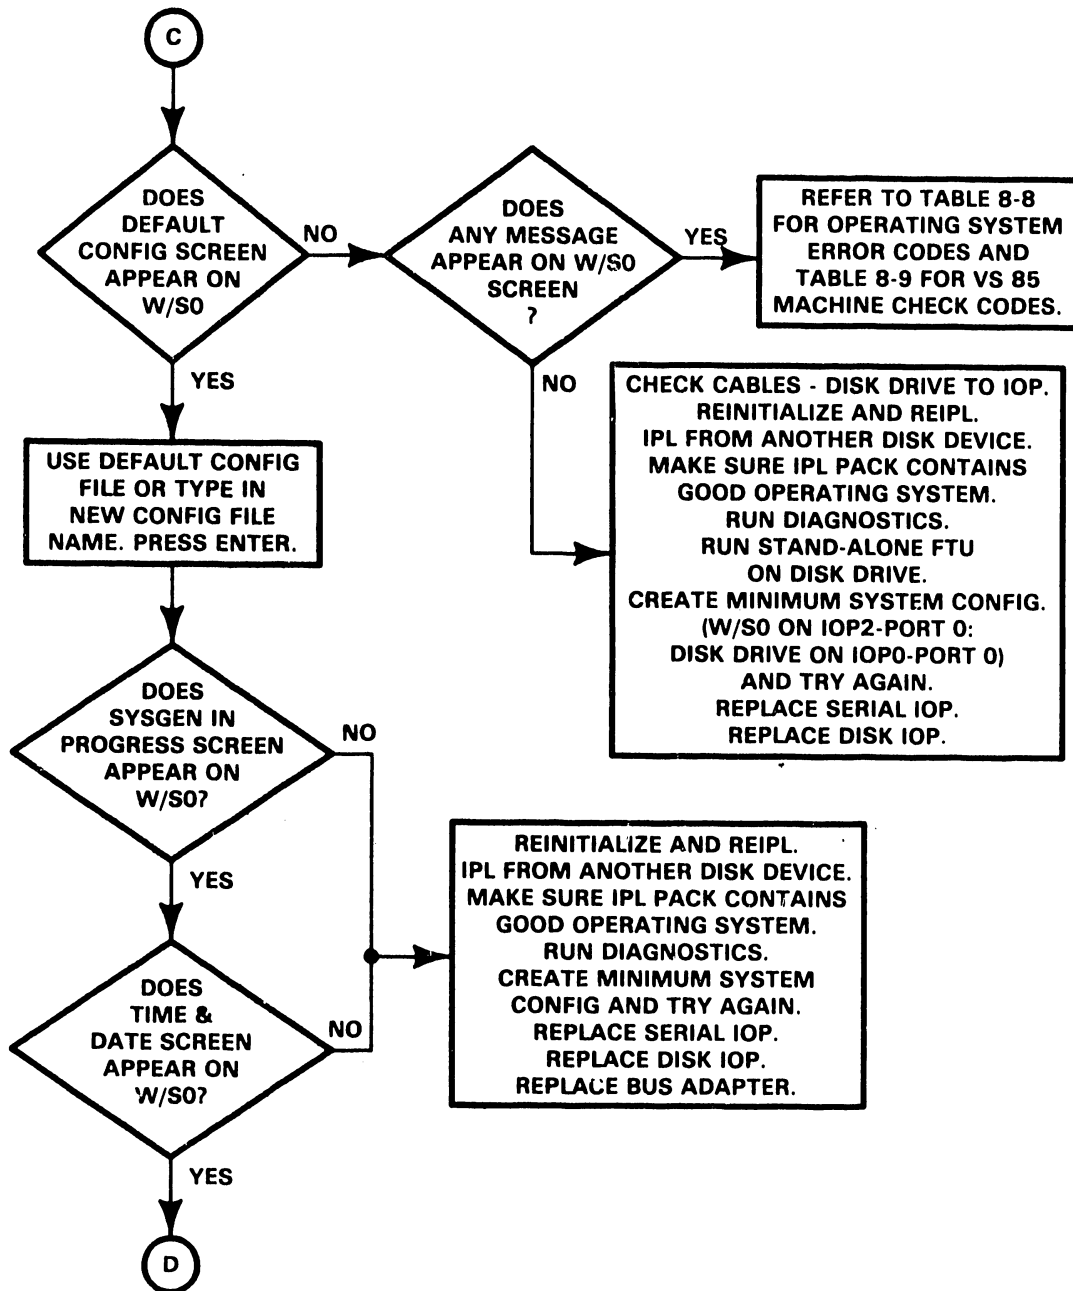 C
DOES
DEFAULT
CONFIG SCREEN
APPEAR ON
W/S0
NO
DOES
ANY MESSAGE
APPEAR ON W/S0
SCREEN
?
YES
REFER TO TABLE 8-8
FOR OPERATING SYSTEM
ERROR CODES AND
TABLE 8-9 FOR VS 85
MACHINE CHECK CODES.
YES
NO
CHECK CABLES - DISK DRIVE TO IOP.
REINITIALIZE AND REIPL.
IPL FROM ANOTHER DISK DEVICE.
MAKE SURE IPL PACK CONTAINS
GOOD OPERATING SYSTEM.
RUN DIAGNOSTICS.
RUN STAND-ALONE FTU
ON DISK DRIVE.
CREATE MINIMUM SYSTEM CONFIG.
(W/S0 ON IOP2-PORT 0:
DISK DRIVE ON IOP0-PORT 0)
AND TRY AGAIN.
REPLACE SERIAL IOP.
REPLACE DISK IOP.
USE DEFAULT CONFIG
FILE OR TYPE IN
NEW CONFIG FILE
NAME. PRESS ENTER.
DOES
SYSGEN IN
PROGRESS SCREEN
APPEAR ON
W/S0?
NO
YES
REINITIALIZE AND REIPL.
IPL FROM ANOTHER DISK DEVICE.
MAKE SURE IPL PACK CONTAINS
GOOD OPERATING SYSTEM.
RUN DIAGNOSTICS.
CREATE MINIMUM SYSTEM
CONFIG AND TRY AGAIN.
REPLACE SERIAL IOP.
REPLACE DISK IOP.
REPLACE BUS ADAPTER.
DOES
TIME &
DATE SCREEN
APPEAR ON
W/S0?
NO
YES
D